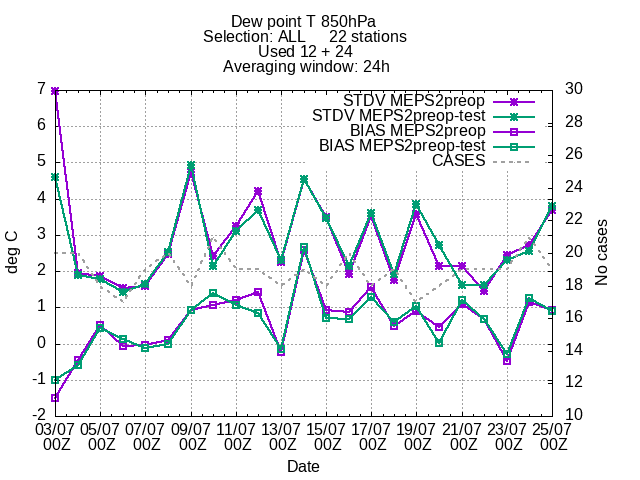 Dew point T 850hPa
Selection: ALL 22 stations
Used 12 + 24
Averaging window: 24h
STDV MEPS2preop
STDV MEPS2preop-test
BIAS MEPS2preop
BIAS MEPS2preop-test
CASES
deg C
7
6
5
4
3
2
1
0
-1
-2
30
28
26
24
22
20
18
16
14
12
10
No cases
03/07 05/07 07/07 09/07 11/07 13/07 15/07 17/07 19/07 21/07 23/07 25/07
00Z 00Z 00Z 00Z 00Z 00Z 00Z 00Z 00Z 00Z 00Z 00Z
Date